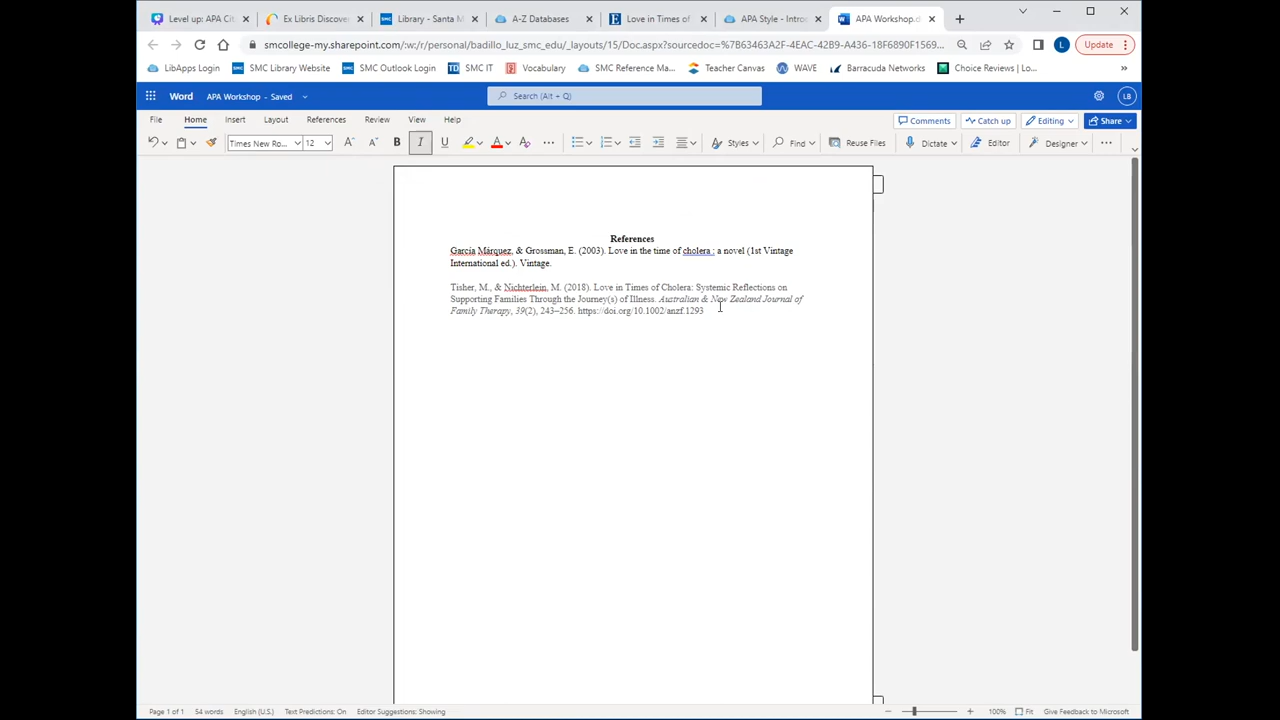 Level up: APA Cit
Ex Libris Discover
Library - Santa M
A-Z Databases
Love in Times of
APA Style - Intro
APA Workshop.d
smcollege-my.sharepoint.com/:w:/r/personal/badillo_luz_smc_edu/_layouts/15/Doc.aspx?sourcedoc=%7B63463A2F-4EAC-42B9-A436-18F6890F1569...
L
Update
LibApps Login
SMC Library Website
SMC Outlook Login
TD SMC IT
Vocabulary
SMC Reference Ma...
Teacher Canvas
WAVE
Barracuda Networks
Choice Reviews | Lo...
»
Word APA Workshop - Saved
Search (Alt + Q)
LB
File Home Insert Layout References Review View Help
Comments Catch up Editing Share
Times New Ro... 12 B I U A Styles Find Reuse Files Dictate Editor Designer
References
García Márquez, & Grossman, E. (2003). Love in the time of cholera : a novel (1st Vintage
International ed.). Vintage.
Tisher, M., & Nichterlein, M. (2018). Love in Times of Cholera: Systemic Reflections on
Supporting Families Through the Journey(s) of Illness. Australian & New Zealand Journal of
Family Therapy, 39(2), 243–256. https://doi.org/10.1002/anzf.1293
Page 1 of 1 54 words English (U.S.) Text Predictions: On Editor Suggestions: Showing
100% Fit Give Feedback to Microsoft